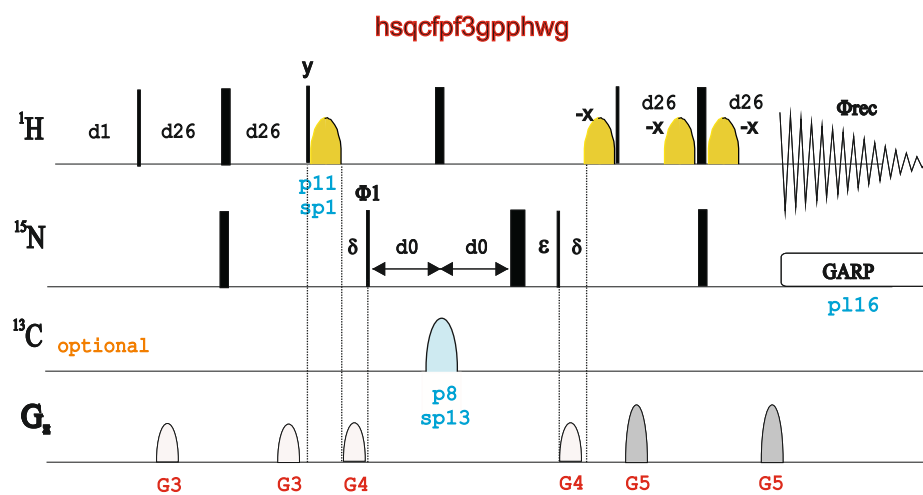 hsqcfpf3gpphwg
y
¹H
d1
d26
d26
-x
d26
-x
d26
-x
Φrec
p11
sp1
Φ1
¹⁵N
δ
d0
d0
ε
δ
GARP
pl16
¹³C
optional
p8
sp13
Gz
G3
G3
G4
G4
G5
G5